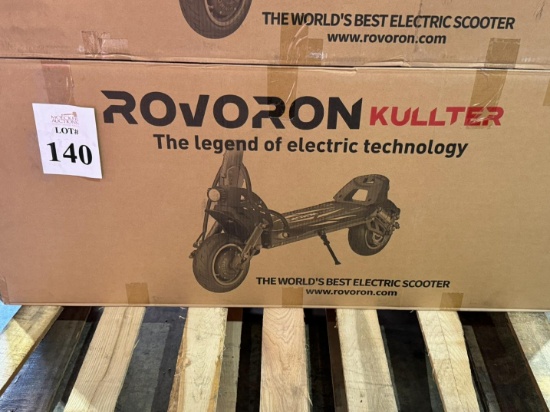 THE WORLD'S BEST ELECTRIC SCOOTER
www.rovoron.com
ROVORON KULLTER
The legend of electric technology
AUCTIONS
LOT#
140
THE WORLD'S BEST ELECTRIC SCOOTER
www.rovoron.com